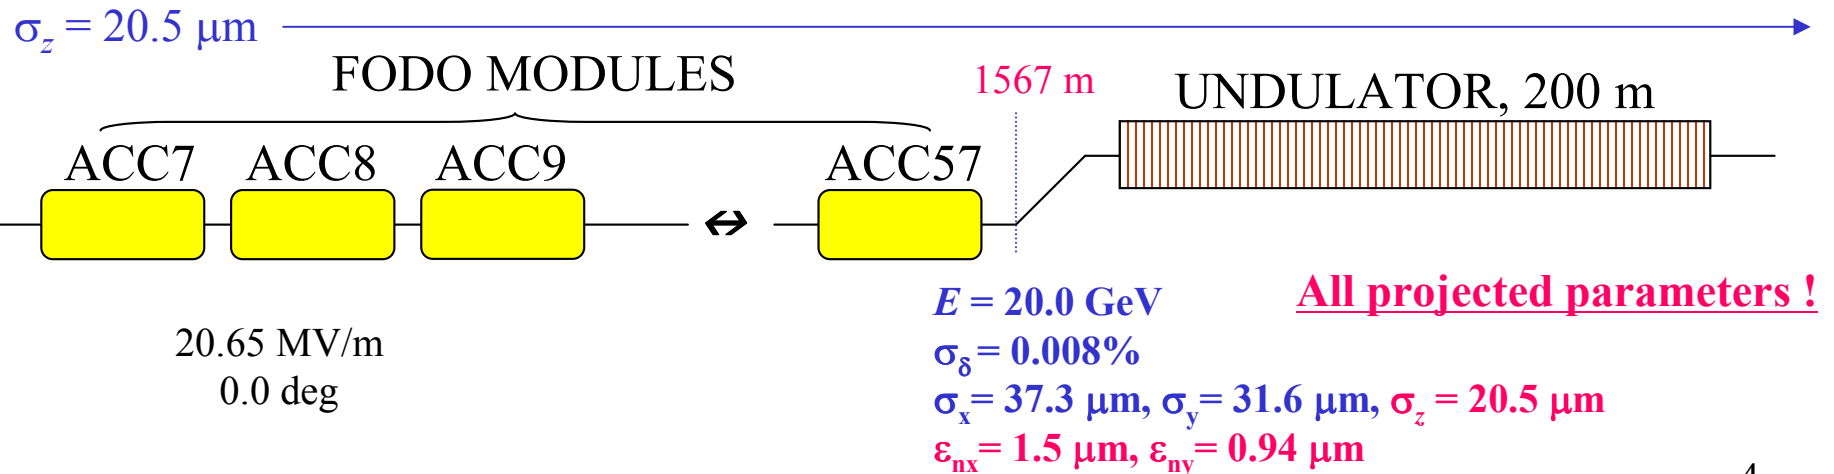 σz = 20.5 μm
FODO MODULES
1567 m
UNDULATOR, 200 m
ACC7 ACC8 ACC9 ACC57
E = 20.0 GeV
All projected parameters !
20.65 MV/m
σδ = 0.008%
0.0 deg
σx= 37.3 μm, σy= 31.6 μm, σz = 20.5 μm
εnx= 1.5 μm, εny= 0.94 μm